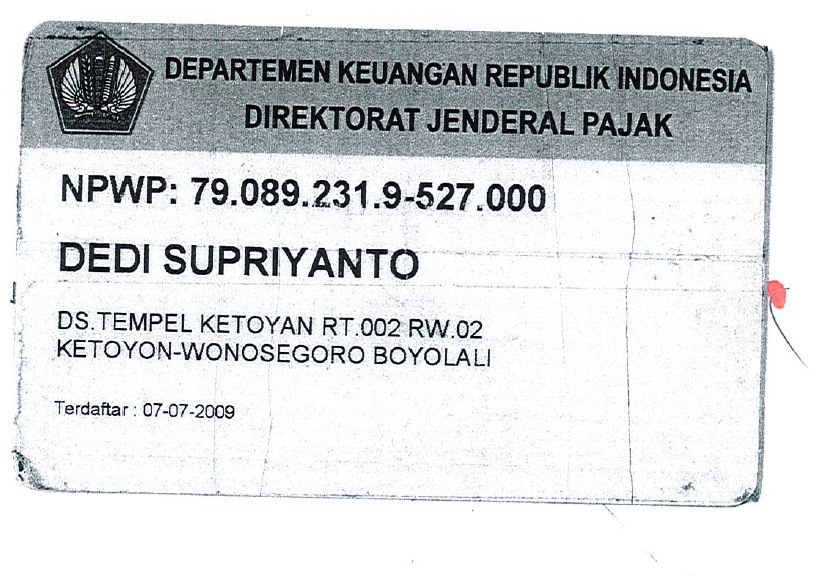 DEPARTEMEN KEUANGAN REPUBLIK INDONESIA
DIREKTORAT JENDERAL PAJAK
NPWP: 79.089.231.9-527.000
DEDI SUPRIYANTO
DS.TEMPEL KETOYAN RT.002 RW.02
KETOYON-WONOSEGORO BOYOLALI
Terdaftar : 07-07-2009